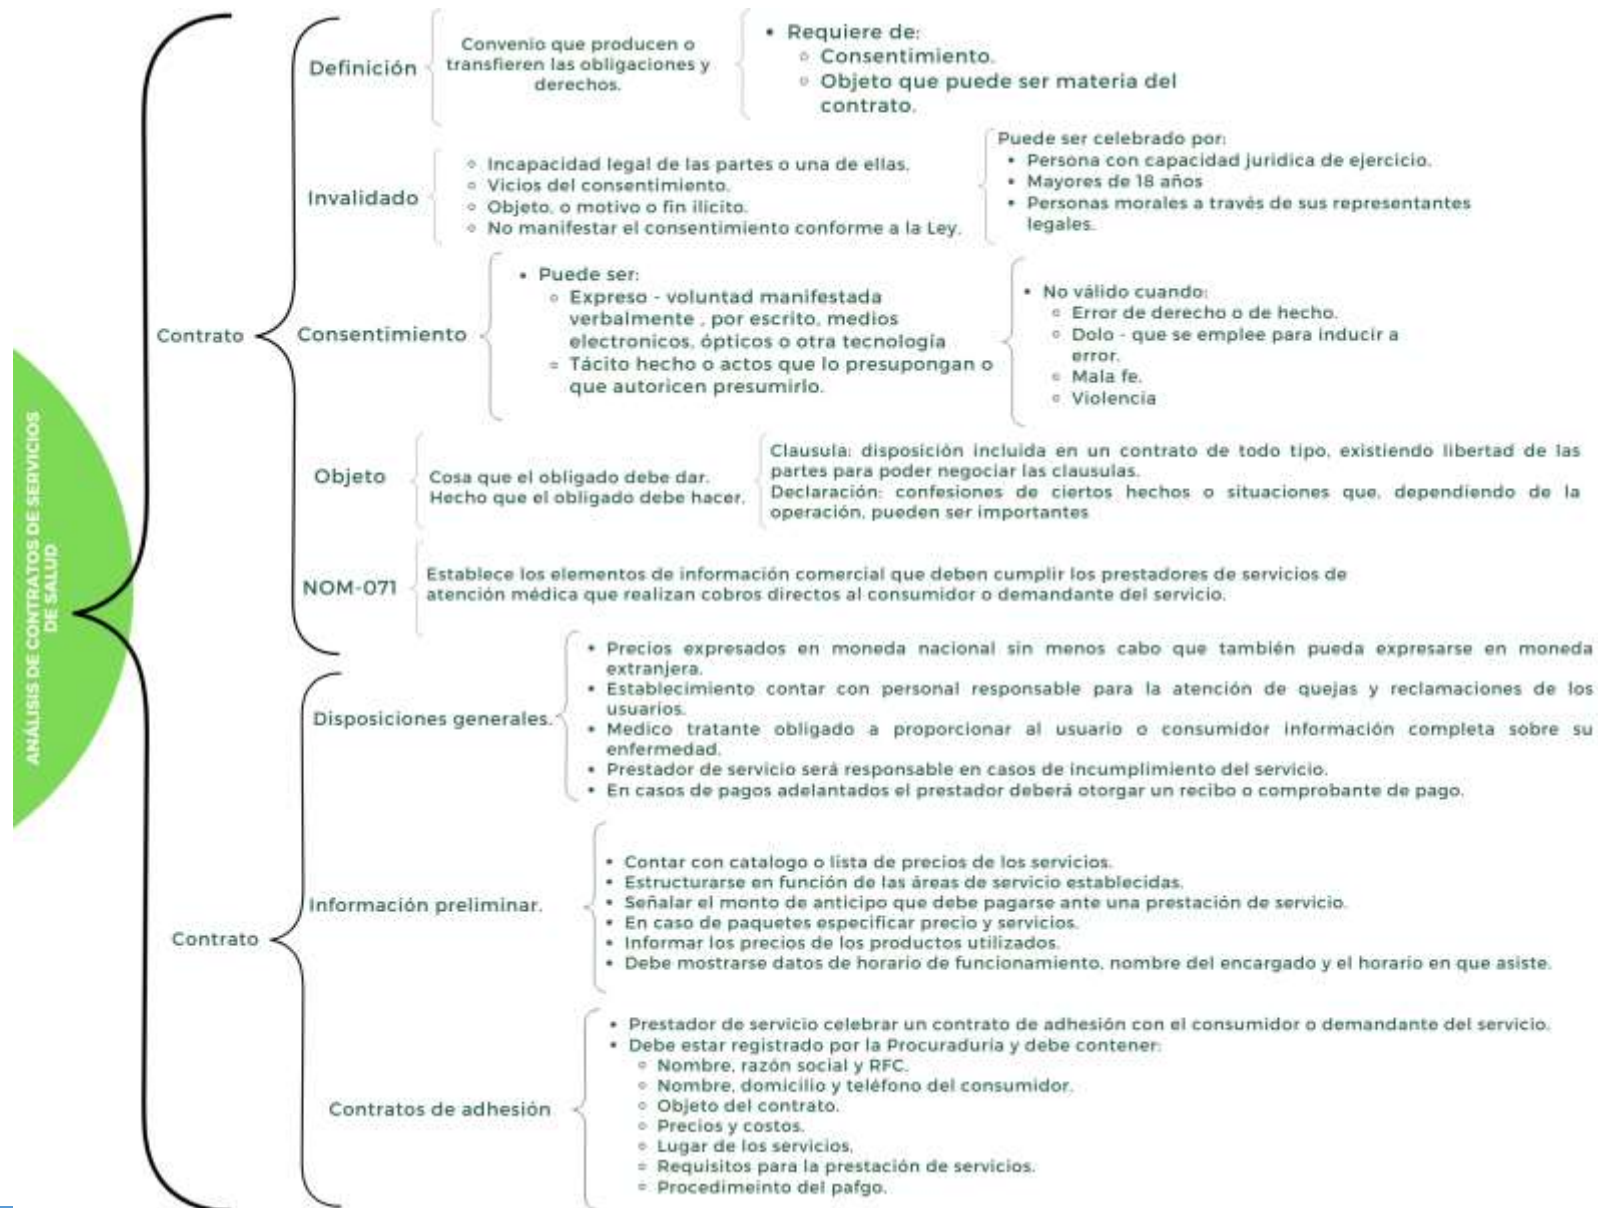 ANÁLISIS DE CONTRATOS DE SERVICIOS
DE SALUD
Contrato
Definición
Convenio que producen o
transfieren las obligaciones y
derechos.
Requiere de:
Consentimiento.
Objeto que puede ser materia del
contrato.
Invalidado
Incapacidad legal de las partes o una de ellas.
Vicios del consentimiento.
Objeto, o motivo o fin ilicito.
No manifestar el consentimiento conforme a la Ley.
Puede ser celebrado por:
Persona con capacidad juridica de ejercicio.
Mayores de 18 años
Personas morales a través de sus representantes
legales.
Consentimiento
Puede ser:
Expreso - voluntad manifestada
verbalmente , por escrito, medios
electronicos, ópticos o otra tecnología
Tácito hecho o actos que lo presupongan o
que autoricen presumirlo.
No válido cuando:
Error de derecho o de hecho.
Dolo - que se emplee para inducir a
error.
Mala fe.
Violencia
Objeto
Cosa que el obligado debe dar.
Hecho que el obligado debe hacer.
Clausula: disposición incluida en un contrato de todo tipo, existiendo libertad de las
partes para poder negociar las clausulas.
Declaración: confesiones de ciertos hechos o situaciones que, dependiendo de la
operación, pueden ser importantes
NOM-071
Establece los elementos de información comercial que deben cumplir los prestadores de servicios de
atención médica que realizan cobros directos al consumidor o demandante del servicio.
Contrato
Disposiciones generales.
Precios expresados en moneda nacional sin menos cabo que también pueda expresarse en moneda
extranjera.
Establecimiento contar con personal responsable para la atención de quejas y reclamaciones de los
usuarios.
Medico tratante obligado a proporcionar al usuario o consumidor información completa sobre su
enfermedad.
Prestador de servicio será responsable en casos de incumplimiento del servicio.
En casos de pagos adelantados el prestador deberá otorgar un recibo o comprobante de pago.
Información preliminar.
Contar con catalogo o lista de precios de los servicios.
Estructurarse en función de las áreas de servicio establecidas.
Señalar el monto de anticipo que debe pagarse ante una prestación de servicio.
En caso de paquetes especificar precio y servicios.
Informar los precios de los productos utilizados.
Debe mostrarse datos de horario de funcionamiento, nombre del encargado y el horario en que asiste.
Contratos de adhesión
Prestador de servicio celebrar un contrato de adhesión con el consumidor o demandante del servicio.
Debe estar registrado por la Procuraduría y debe contener:
Nombre, razón social y RFC.
Nombre, domicilio y teléfono del consumidor.
Objeto del contrato.
Precios y costos.
Lugar de los servicios.
Requisitos para la prestación de servicios.
Procedimeinto del pafgo.